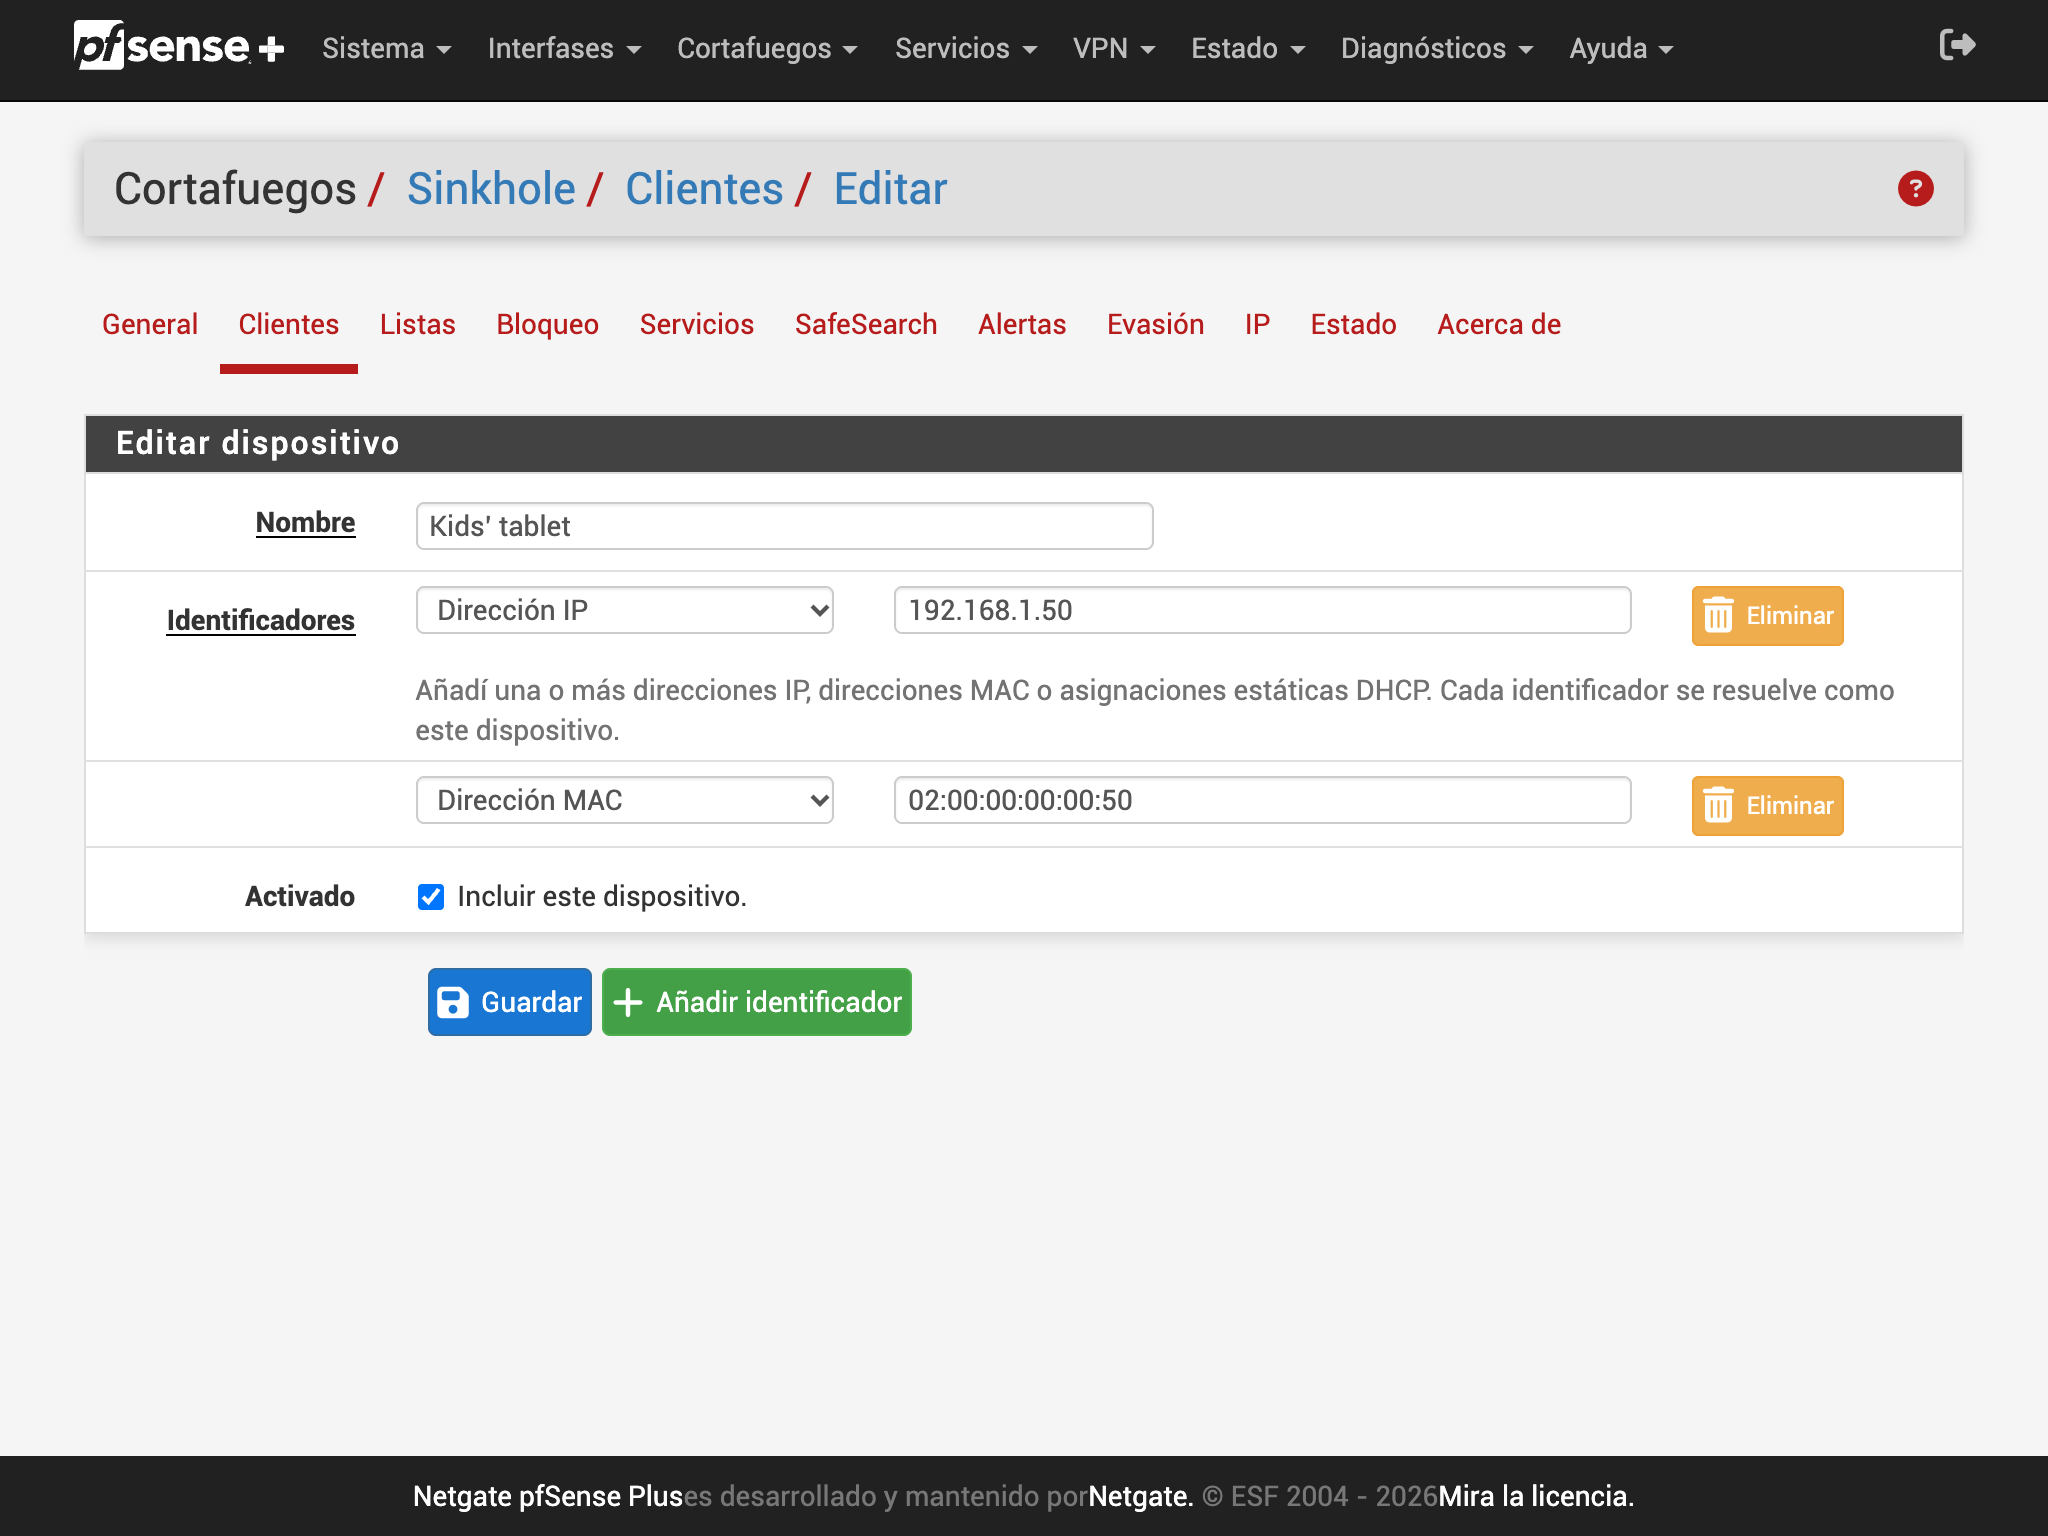 pfsense+ Sistema Interfases Cortafuegos Servicios VPN Estado Diagnósticos Ayuda
Cortafuegos / Sinkhole / Clientes / Editar ?
General Clientes Listas Bloqueo Servicios SafeSearch Alertas Evasión IP Estado Acerca de
Editar dispositivo
Nombre Kids' tablet
Identificadores Dirección IP 192.168.1.50 Eliminar
Añadí una o más direcciones IP, direcciones MAC o asignaciones estáticas DHCP. Cada identificador se resuelve como
este dispositivo.
Dirección MAC 02:00:00:00:00:50 Eliminar
Activado Incluir este dispositivo.
Guardar Añadir identificador
Netgate pfSense Pluses desarrollado y mantenido porNetgate. © ESF 2004 - 2026Mira la licencia.